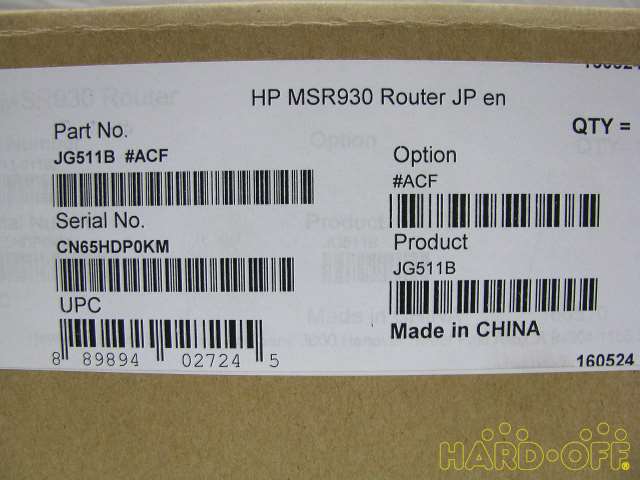 HP MSR930 Router JP en
Part No.
JG511B #ACF
QTY =
Option
#ACF
Serial No.
CN65HDP0KM
Product
JG511B
UPC
8 89894 02724 5
Made in CHINA
160524
HARD·OFF®